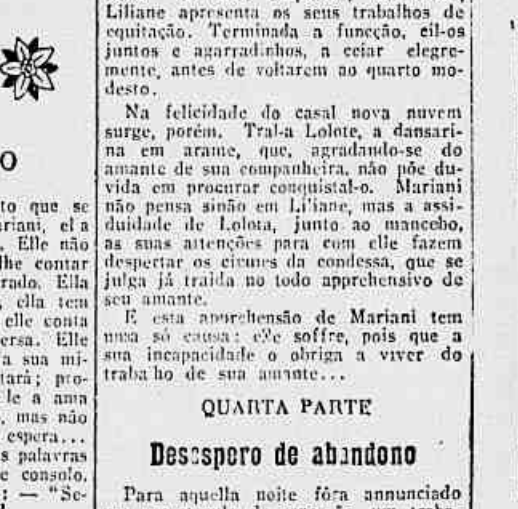 O
to que se
ariani, ela
. Elle não
lhe contar
rado. Ella
, ella tem
elle conta
ersa. Elle
a sua mi-
tará; pro-
le a ama
, mas não
espera...
s palavras
e consolo.
: — "Se-
Liliane apresenta os seus trabalhos de
equitação. Terminada a funcção, eil-os
juntos e agarradinhos, a ceiar elegre-
mente, antes de voltarem ao quarto mo-
desto.
Na felicidade do casal nova nuvem
surge, porém. Tral-a Lolote, a dansari-
na em arame, que, agradando-se do
amante de sua companheira, não põe du-
vida em procurar conquistal-o. Mariani
não pensa sinão em Liliane, mas a assi-
duidade de Lolota, junto ao mancebo,
as suas attenções para com elle fazem
despertar os ciumes da condessa, que se
julga já traida no todo apprehensivo de
seu amante.
E esta apprehensão de Mariani tem
uma só causa: elle soffre, pois que a
sua incapacidade o obriga a viver do
trabalho de sua amante...
QUARTA PARTE
Desespero de abandono
Para aquella noite fôra annunciado